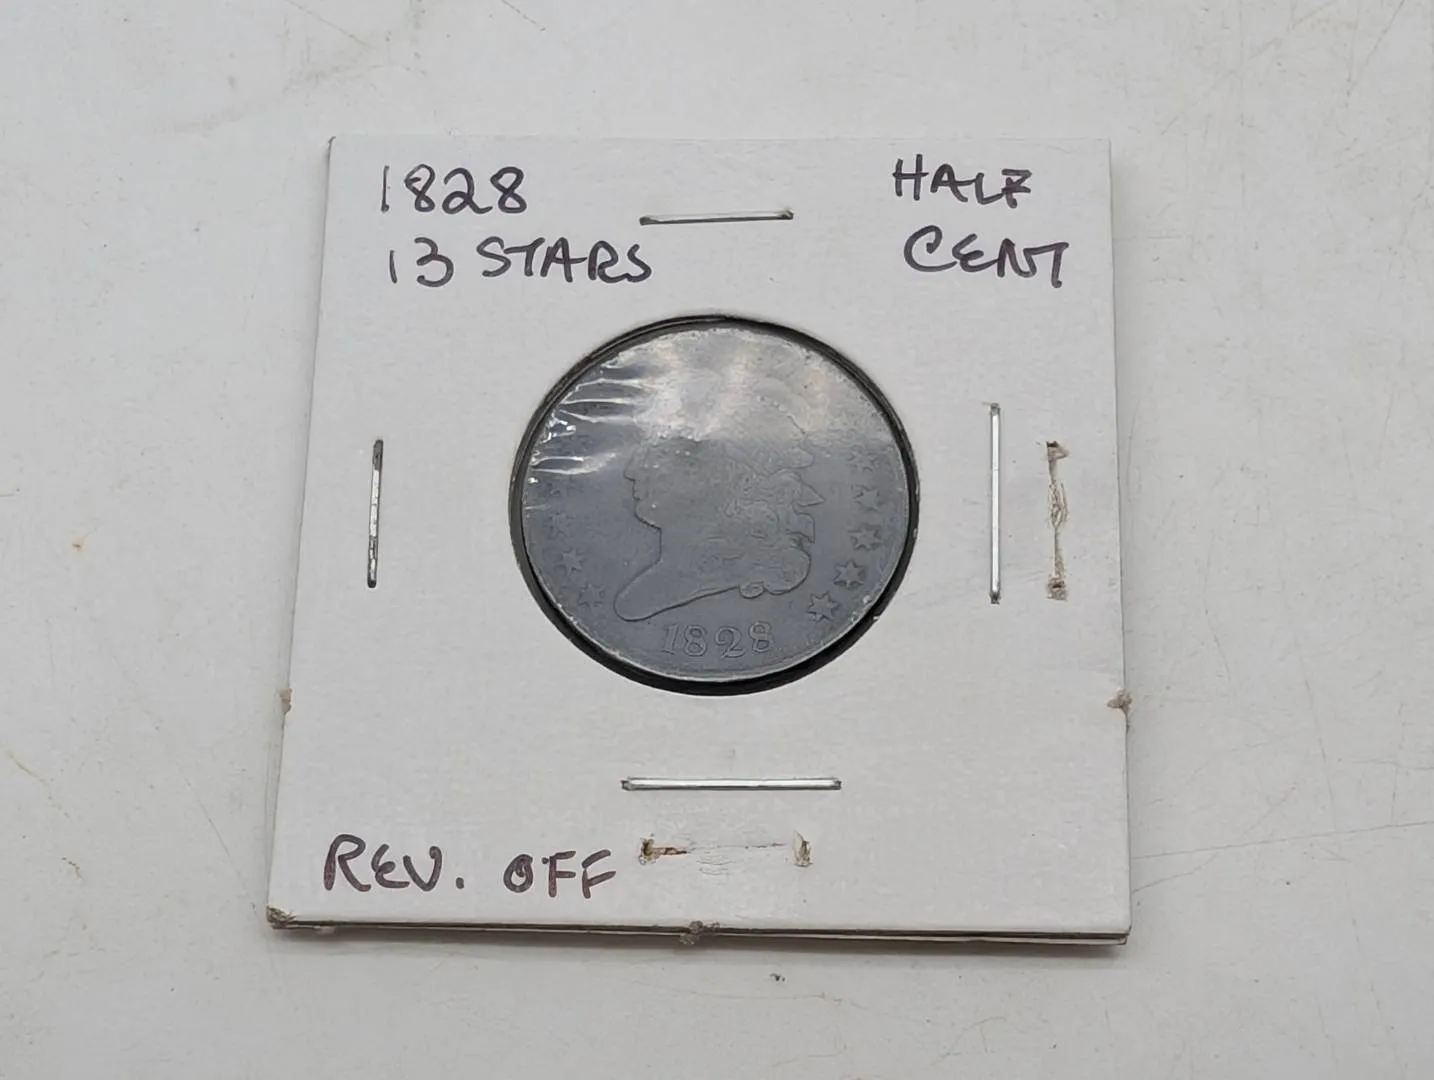 1828
13 STARS
HALF
CENT
1828
REV. OFF